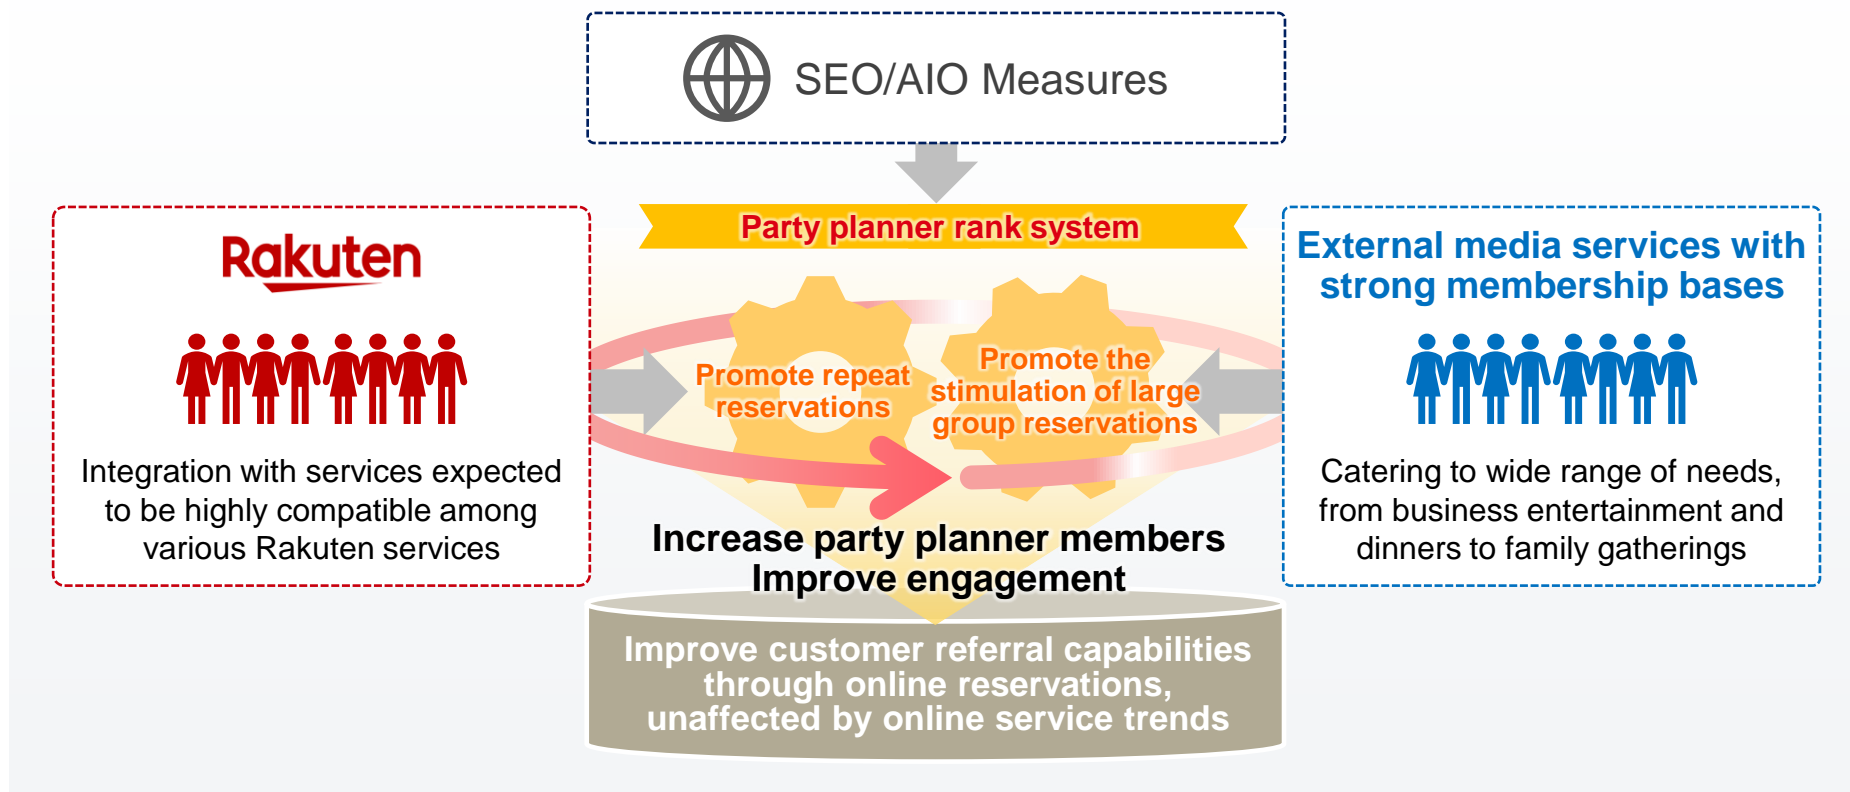 SEO/AIO Measures
Party planner rank system
Rakuten
Integration with services expected
to be highly compatible among
various Rakuten services
Promote repeat
reservations
Promote the
stimulation of large
group reservations
External media services with
strong membership bases
Catering to wide range of needs,
from business entertainment and
dinners to family gatherings
Increase party planner members
Improve engagement
Improve customer referral capabilities
through online reservations,
unaffected by online service trends